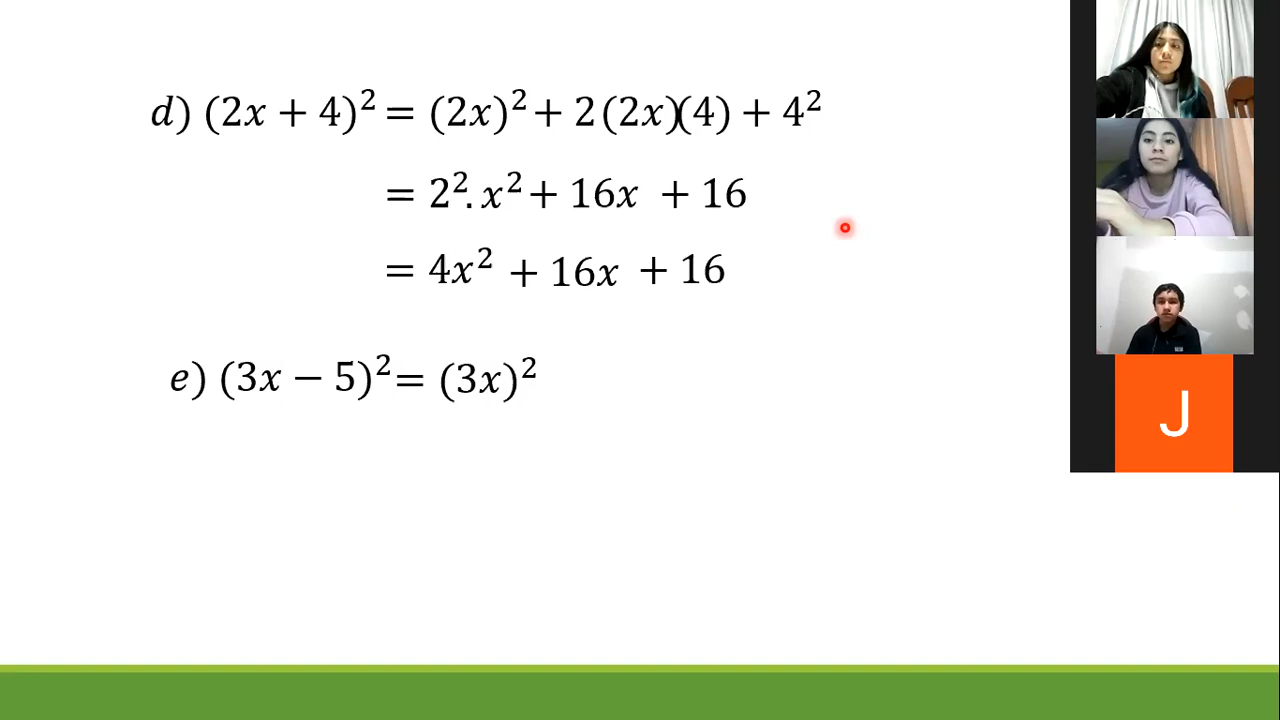 d) (2x + 4)² = (2x)² + 2(2x)(4) + 4²
= 2². x² + 16x + 16
= 4x² + 16x + 16
e) (3x − 5)² = (3x)²
J